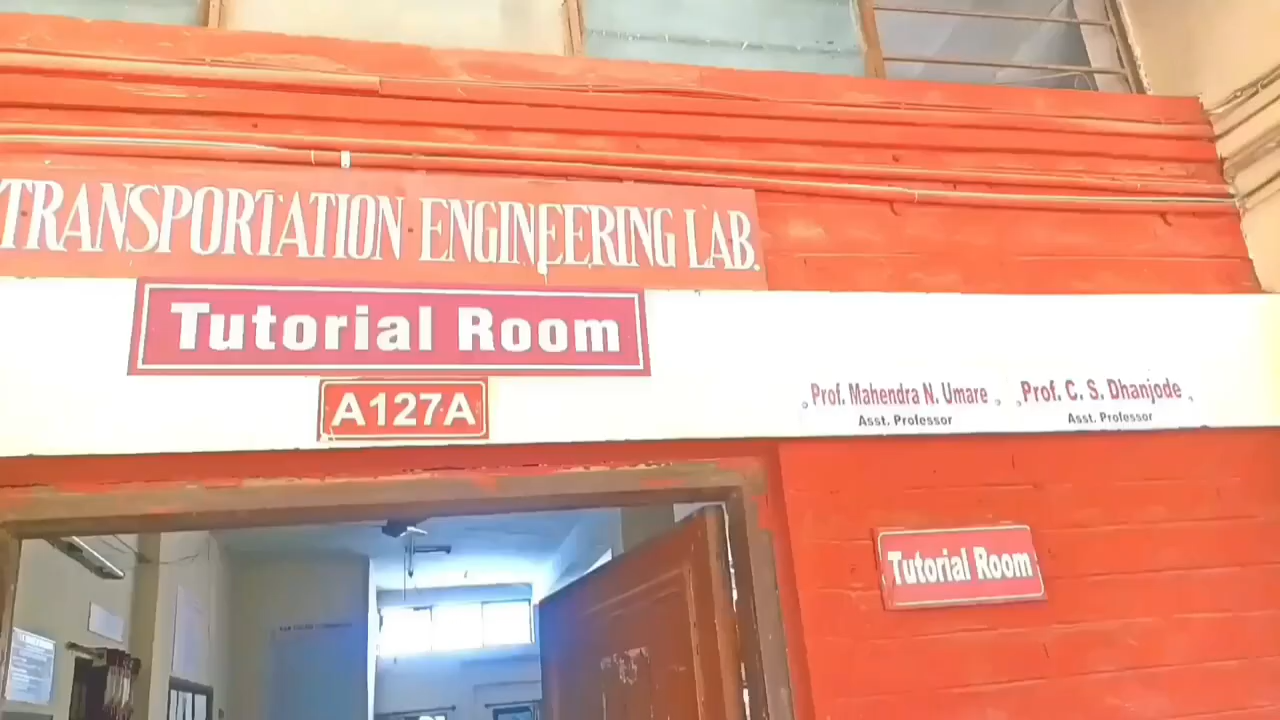 TRANSPORTATION ENGINEERING LAB.
Tutorial Room
A127A
Prof. Mahendra N. Umare
Asst. Professor
Prof. C. S. Dhanjode
Asst. Professor
Tutorial Room